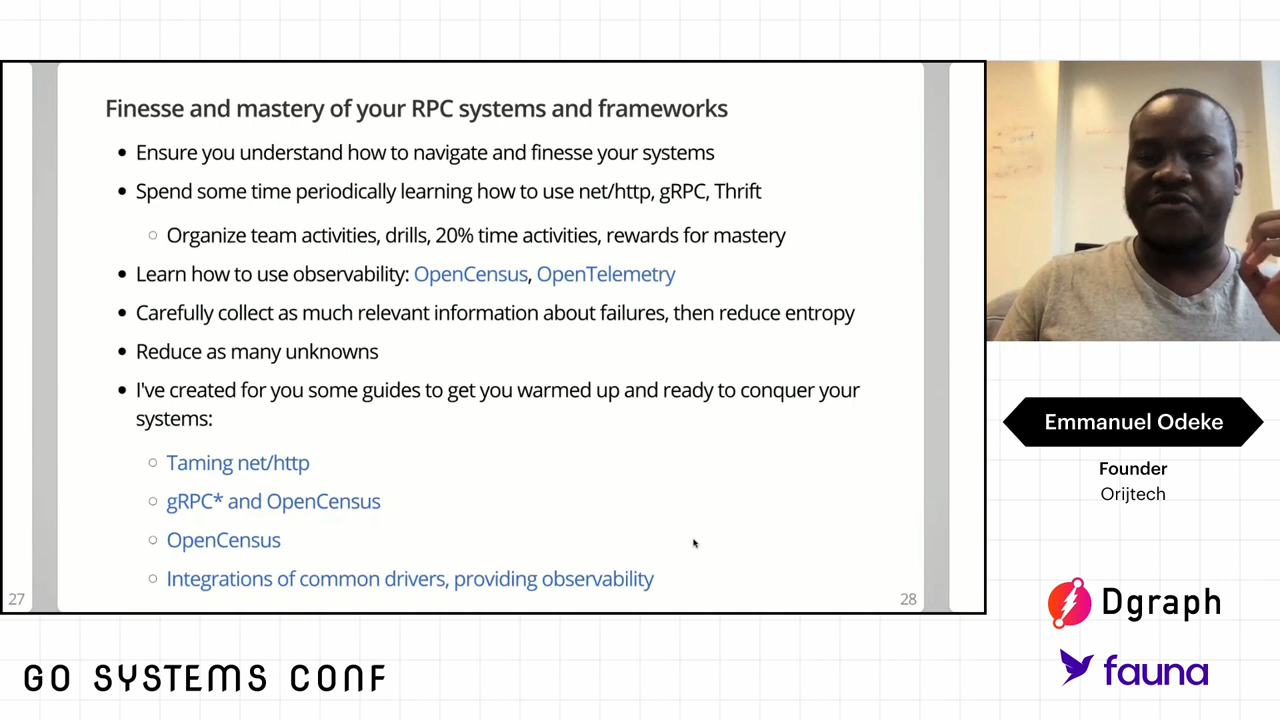 Finesse and mastery of your RPC systems and frameworks
• Ensure you understand how to navigate and finesse your systems
• Spend some time periodically learning how to use net/http, gRPC, Thrift
○ Organize team activities, drills, 20% time activities, rewards for mastery
• Learn how to use observability: OpenCensus, OpenTelemetry
• Carefully collect as much relevant information about failures, then reduce entropy
• Reduce as many unknowns
• I've created for you some guides to get you warmed up and ready to conquer your
systems:
○ Taming net/http
○ gRPC* and OpenCensus
○ OpenCensus
○ Integrations of common drivers, providing observability
27
28
Emmanuel Odeke
Founder
Orijtech
Dgraph
fauna
GO SYSTEMS CONF